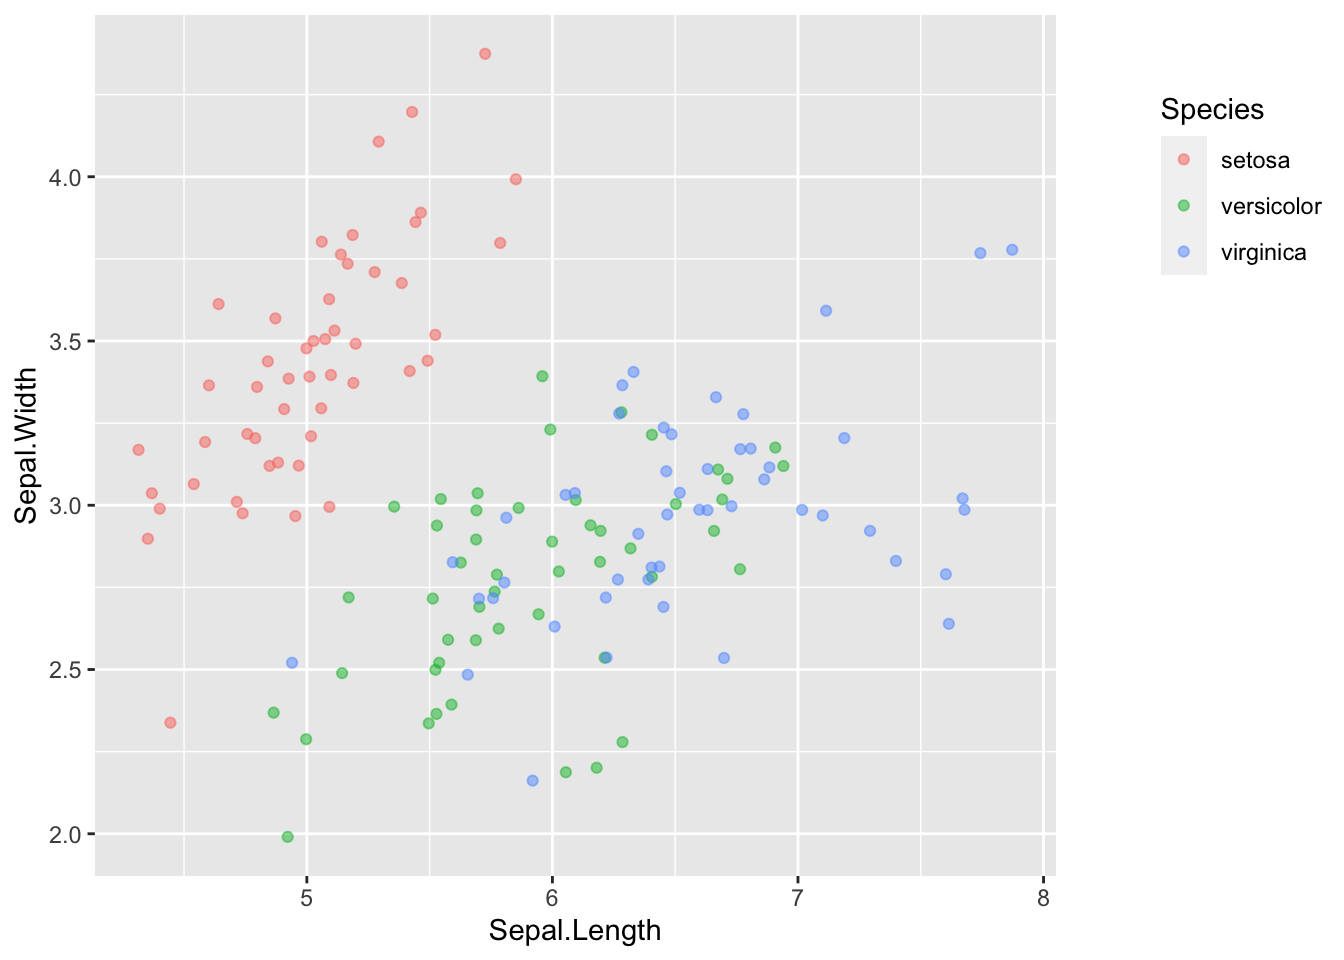 Species
setosa
versicolor
virginica
4.0
3.5
3.0
2.5
2.0
Sepal.Width
5 6 7 8
Sepal.Length